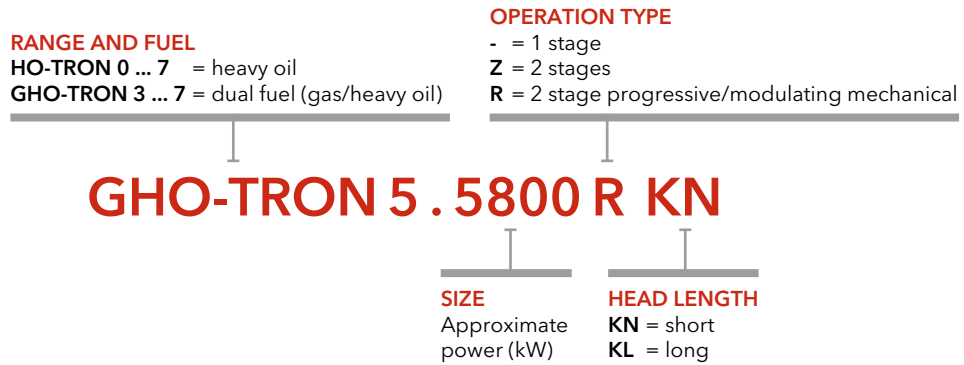 RANGE AND FUEL
HO-TRON 0 ... 7 = heavy oil
GHO-TRON 3 ... 7 = dual fuel (gas/heavy oil)
OPERATION TYPE
- = 1 stage
Z = 2 stages
R = 2 stage progressive/modulating mechanical
GHO-TRON 5 . 5800 R KN
SIZE
Approximate
power (kW)
HEAD LENGTH
KN = short
KL = long